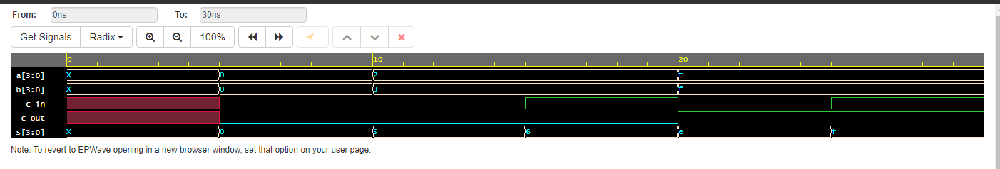 From: 0ns To: 30ns
Get Signals Radix 100% -
0 10 20
a[3:0] X 0 2 f
b[3:0] X 0 3 f
c_in
c_out
s[3:0] X 0 5 6 e f
Note: To revert to EPWave opening in a new browser window, set that option on your user page.